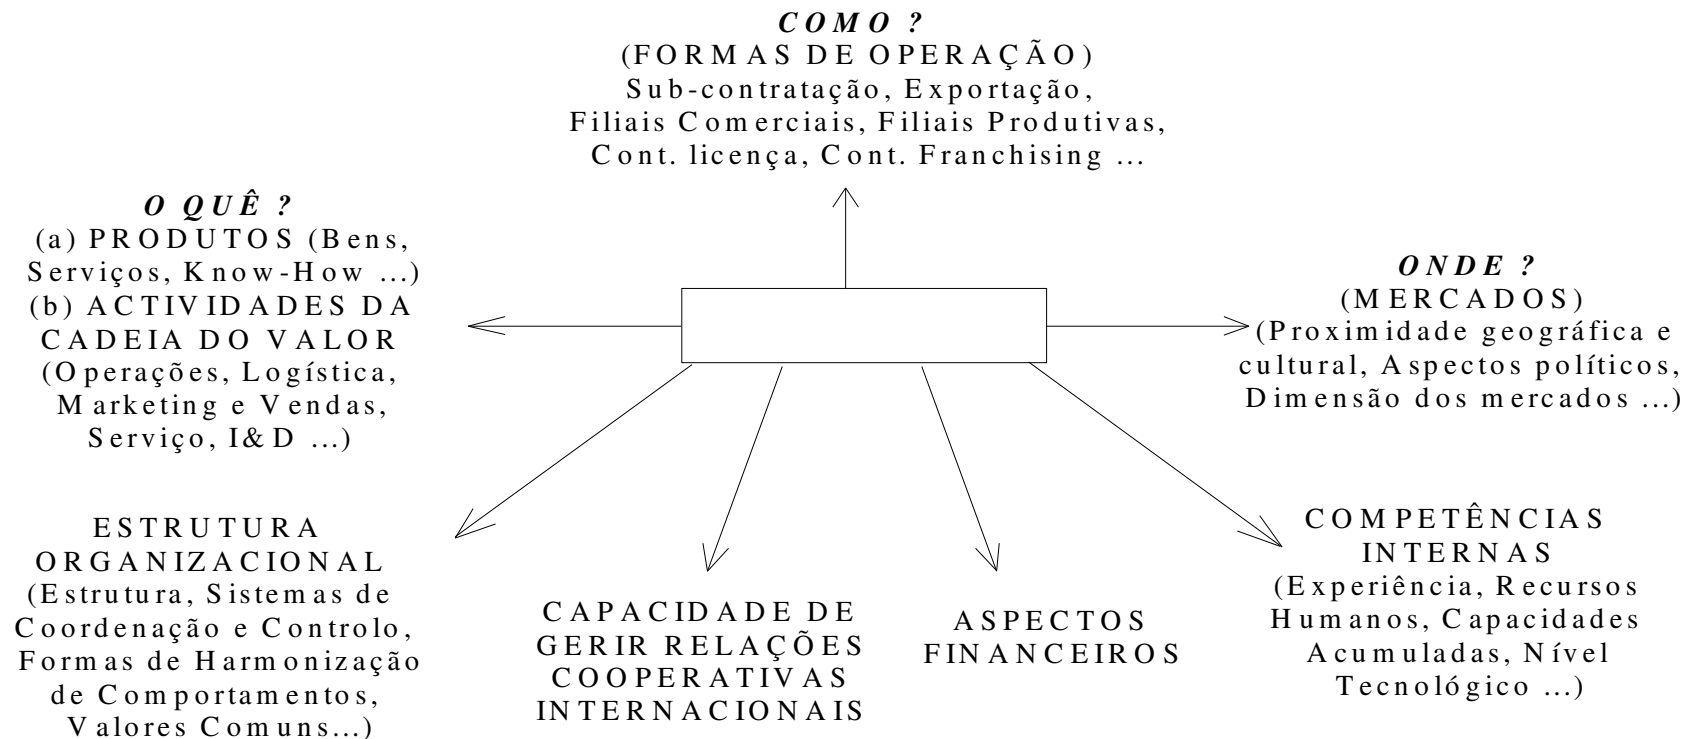 COMO ?
(FORMAS DE OPERAÇÃO)
Sub-contratação, Exportação,
Filiais Comerciais, Filiais Produtivas,
Cont. licença, Cont. Franchising ...
O QUÊ ?
(a) PRODUTOS (Bens,
Serviços, Know-How ...)
(b) ACTIVIDADES DA
CADEIA DO VALOR
(Operações, Logística,
Marketing e Vendas,
Serviço, I&D ...)
ONDE ?
(MERCADOS)
(Proximidade geográfica e
cultural, Aspectos políticos,
Dimensão dos mercados ...)
ESTRUTURA
ORGANIZACIONAL
(Estrutura, Sistemas de
Coordenação e Controlo,
Formas de Harmonização
de Comportamentos,
Valores Comuns...)
CAPACIDADE DE
GERIR RELAÇÕES
COOPERATIVAS
INTERNACIONAIS
ASPECTOS
FINANCEIROS
COMPETÊNCIAS
INTERNAS
(Experiência, Recursos
Humanos, Capacidades
Acumuladas, Nível
Tecnológico ...)